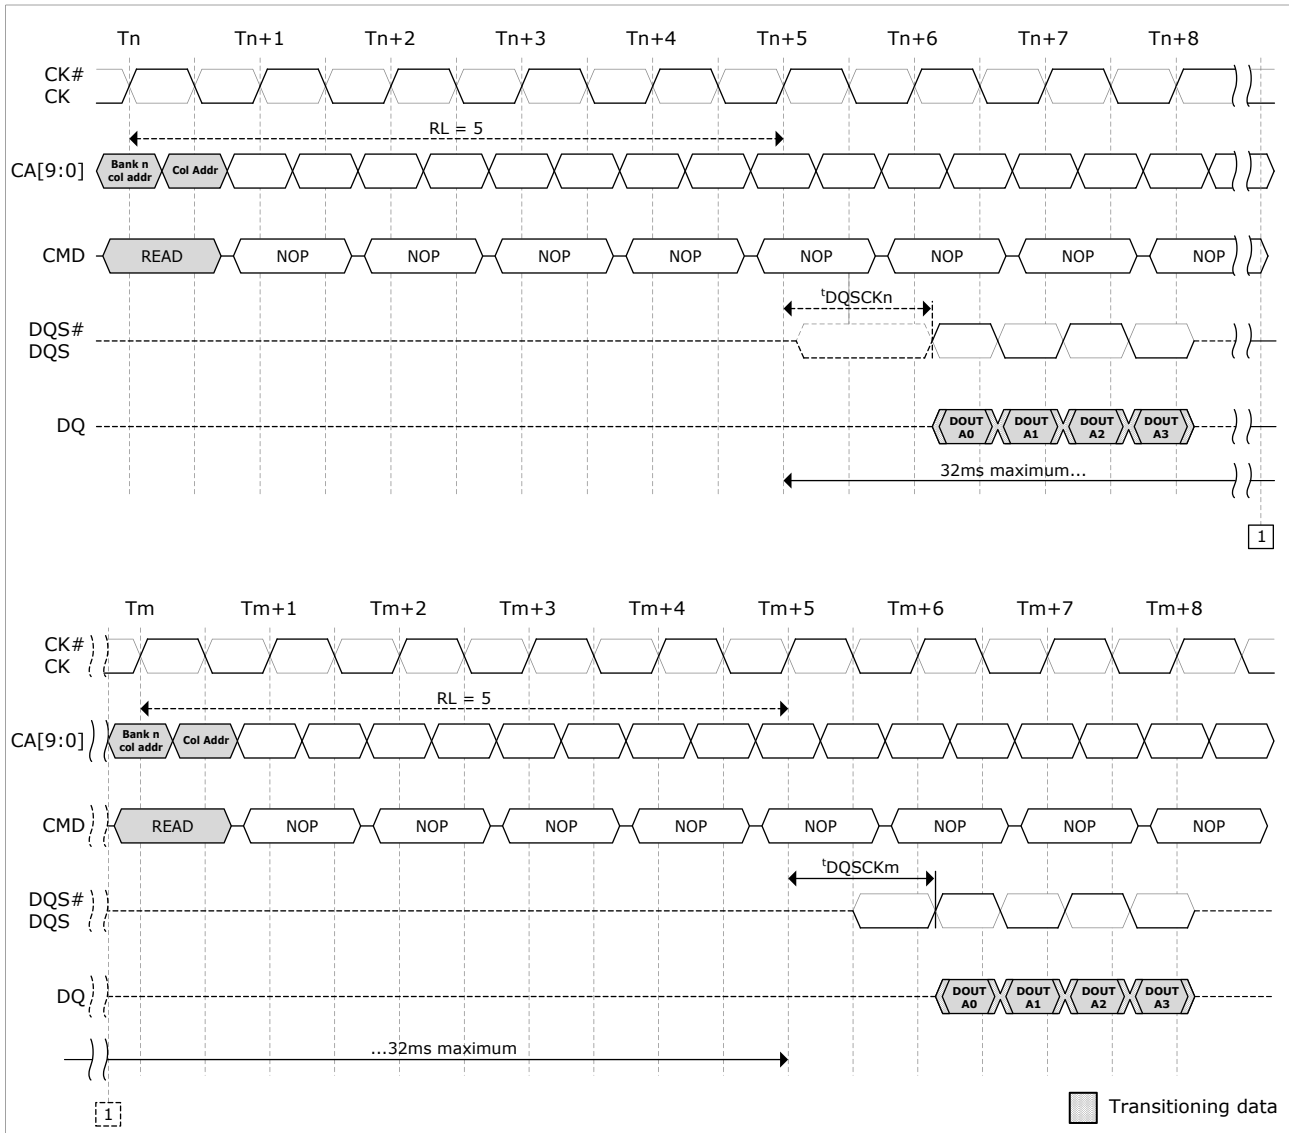 Tn Tn+1 Tn+2 Tn+3 Tn+4 Tn+5 Tn+6 Tn+7 Tn+8
CK#
CK
RL = 5
CA[9:0] Bank n col addr Col Addr
CMD READ NOP NOP NOP NOP NOP NOP NOP NOP
tDQSCKn
DQS#
DQS
DQ DOUT A0 DOUT A1 DOUT A2 DOUT A3
32ms maximum...
1
Tm Tm+1 Tm+2 Tm+3 Tm+4 Tm+5 Tm+6 Tm+7 Tm+8
CK#
CK
RL = 5
CA[9:0] Bank n col addr Col Addr
CMD READ NOP NOP NOP NOP NOP NOP NOP NOP
tDQSCKm
DQS#
DQS
DQ DOUT A0 DOUT A1 DOUT A2 DOUT A3
...32ms maximum
1
Transitioning data